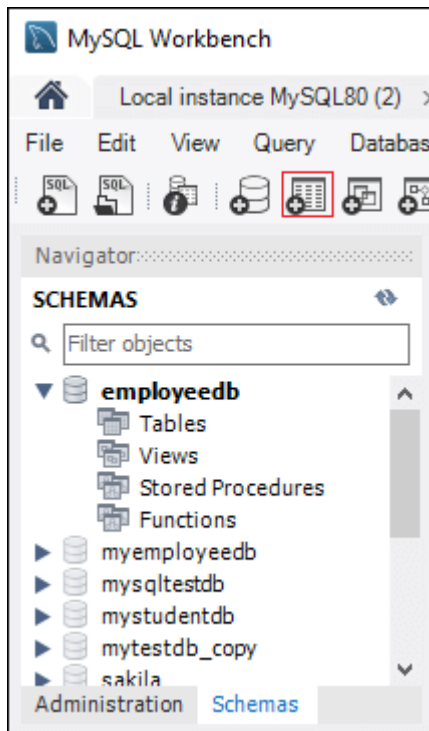 MySQL Workbench
Local instance MySQL80 (2)
File Edit View Query Databas
SQL SQL
Navigator
SCHEMAS
Filter objects
employeedb
Tables
Views
Stored Procedures
Functions
myemployeedb
mysqltestdb
mystudentdb
mytestdb_copy
sakila
Administration Schemas